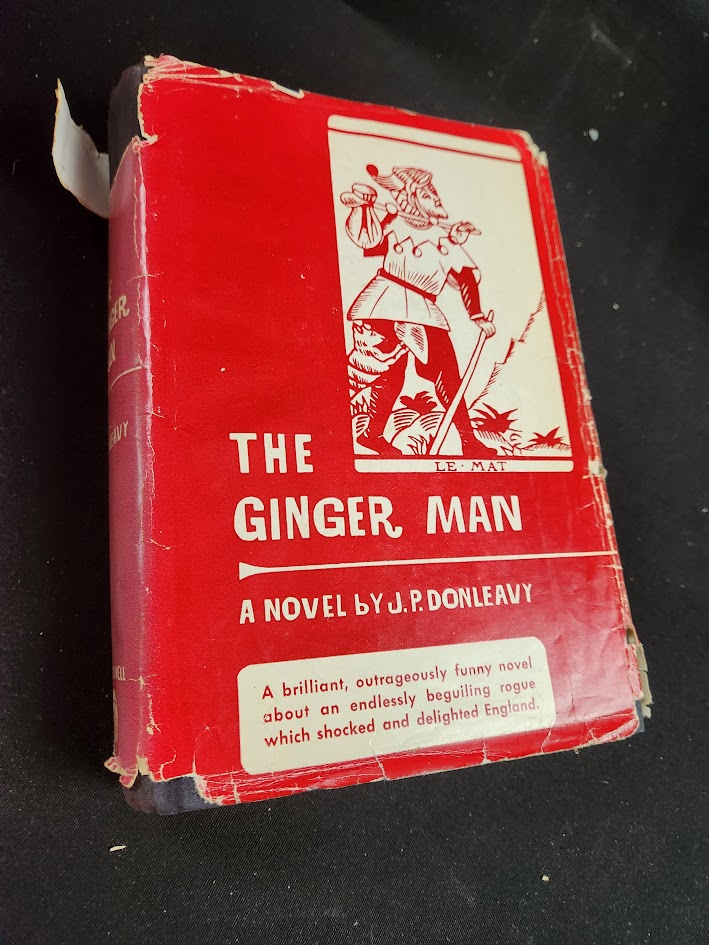 LE·MAT
THE
GINGER MAN
A NOVEL bY J.P. DONLEAVY
A brilliant, outrageously funny novel
about an endlessly beguiling rogue
which shocked and delighted England.